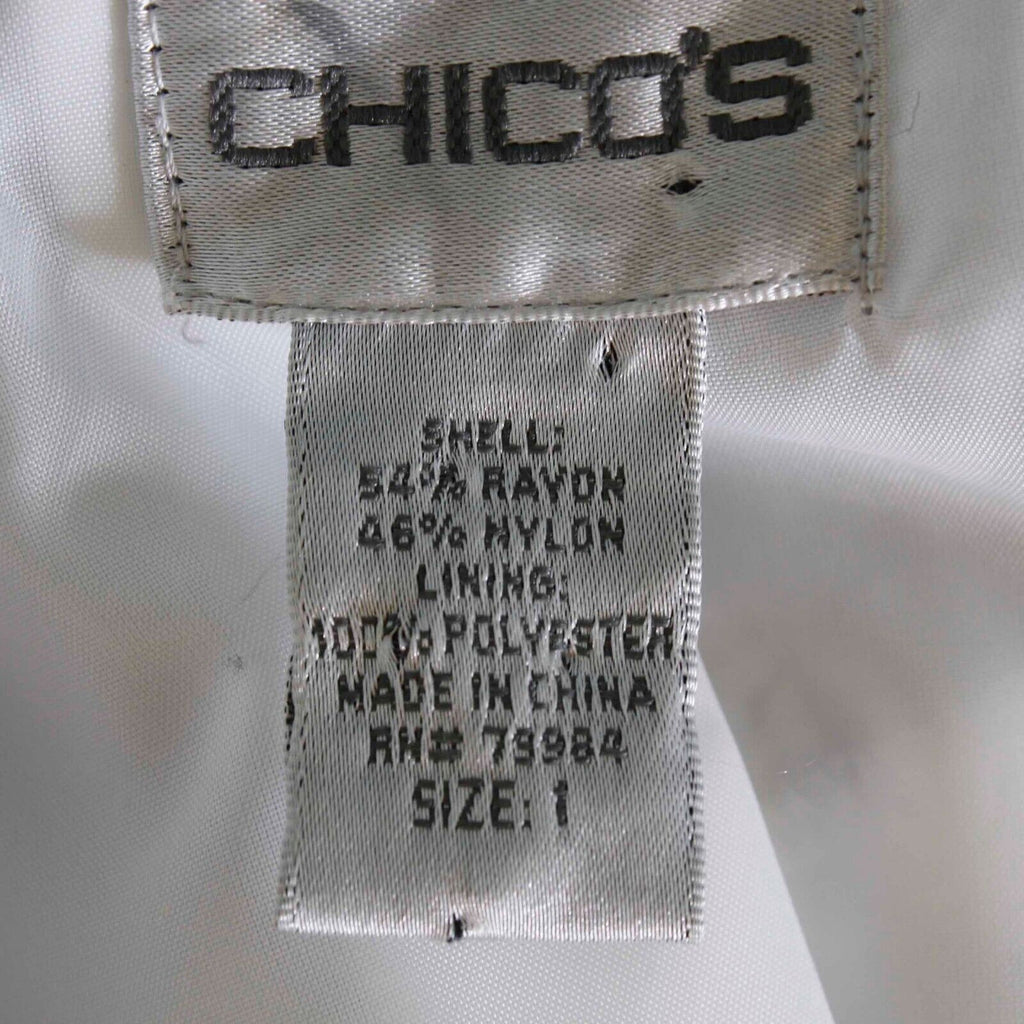 CHICO'S
SHELL:
54% RAYON
46% NYLON
LINING:
100% POLYESTER
MADE IN CHINA
RN# 79984
SIZE: 1